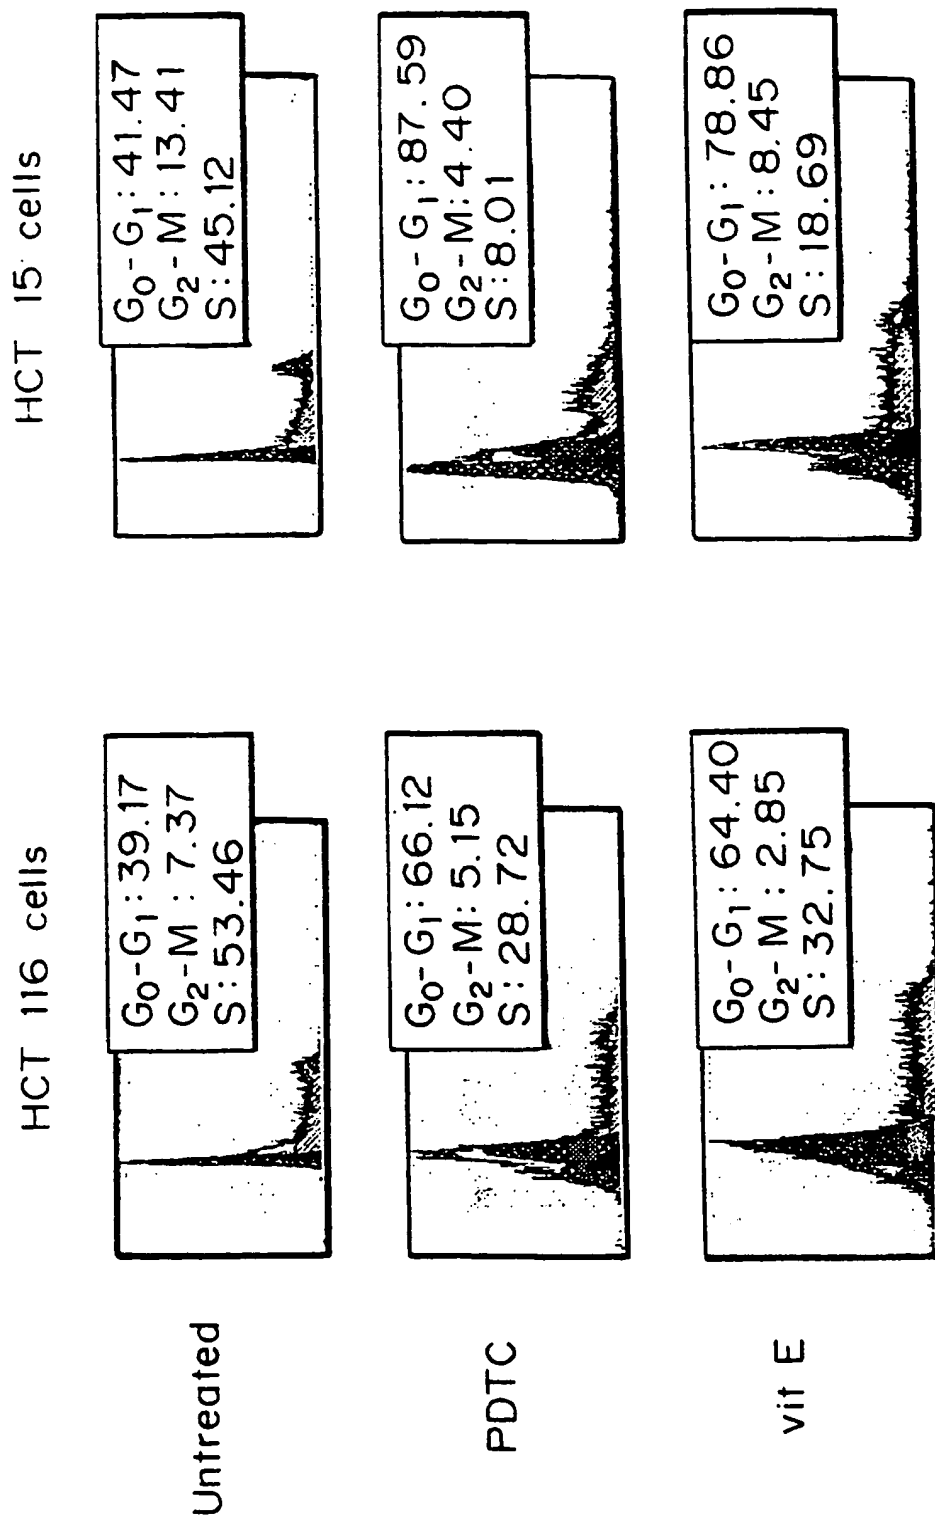 HCT 116 cells
HCT 15 cells
Untreated
G₀-G₁: 39.17
G₂-M: 7.37
S: 53.46
G₀-G₁: 41.47
G₂-M: 13.41
S: 45.12
PDTC
G₀-G₁: 66.12
G₂-M: 5.15
S: 28.72
G₀-G₁: 87.59
G₂-M: 4.40
S: 8.01
vit E
G₀-G₁: 64.40
G₂-M: 2.85
S: 32.75
G₀-G₁: 78.86
G₂-M: 8.45
S: 18.69